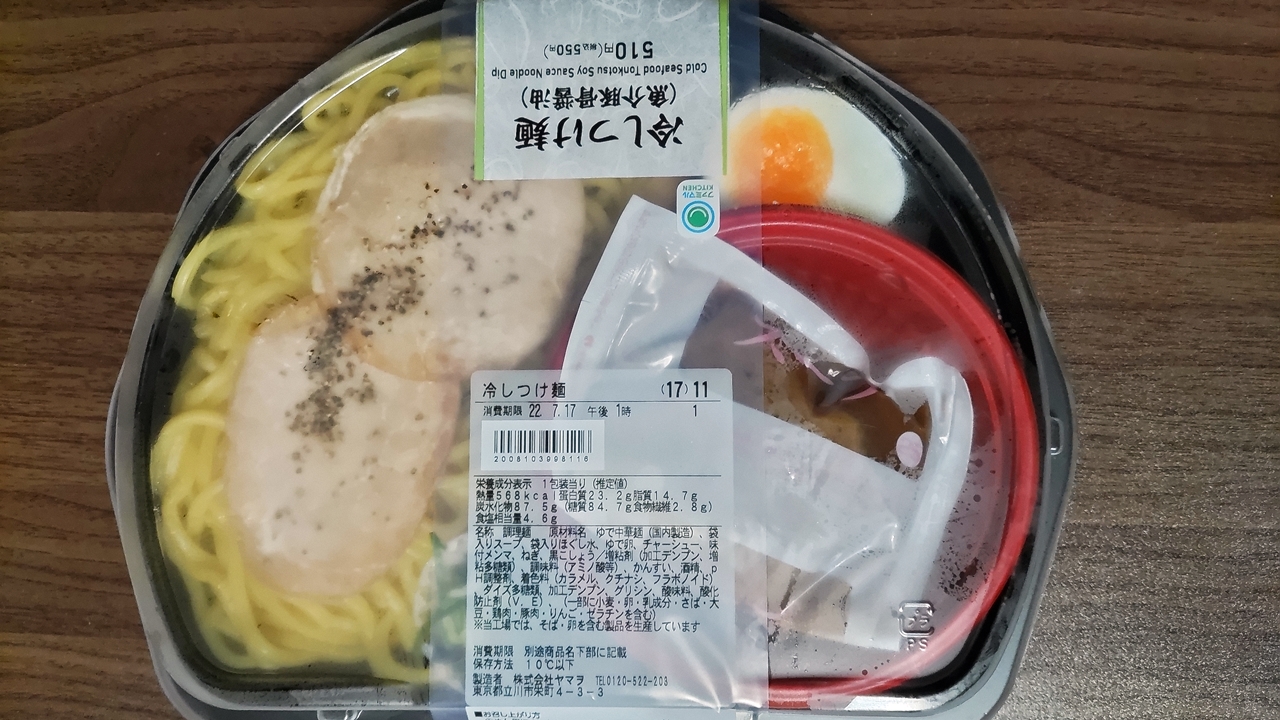 冷しつけ麺
(魚介豚骨醤油)
Cold Seafood Tonkotsu Soy Sauce Noodle Dip
510円(税込550円)
ファミマル
KITCHEN
冷しつけ麺 (17) 11
消費期限 22. 7.17 午後 1時 1
2008103998116
栄養成分表示 1包装当り (推定値)
熱量568kcal蛋白質23.2g脂質14.7g
炭水化物87.5g(糖質84.7g食物繊維2.8g)
食塩相当量4.6g
名称 調理麺 原材料名 ゆで中華麺(国内製造)、袋
入りスープ、袋入りほぐし水、ゆで卵、チャーシュー、味
付メンマ、ねぎ、黒こしょう/増粘剤(加工デンプン、増
粘多糖類)、調味料(アミノ酸等)、かんすい、酒精、p
H調整剤、着色料(カラメル、クチナシ、フラボノイド)
、ダイズ多糖類、加工デンプン、グリシン、酸味料、酸化
防止剤(V.E)、(一部に小麦・卵・乳成分・さば・大
豆・鶏肉・豚肉・りんご・ゼラチンを含む)
※当工場では、そば・卵を含む製品を生産しています
消費期限 別途商品名下部に記載
保存方法 10℃以下
製造者 株式会社ヤマヲ TEL0120-522-203
東京都立川市栄町4-3-3
■お召し上がり方
プラ
PS